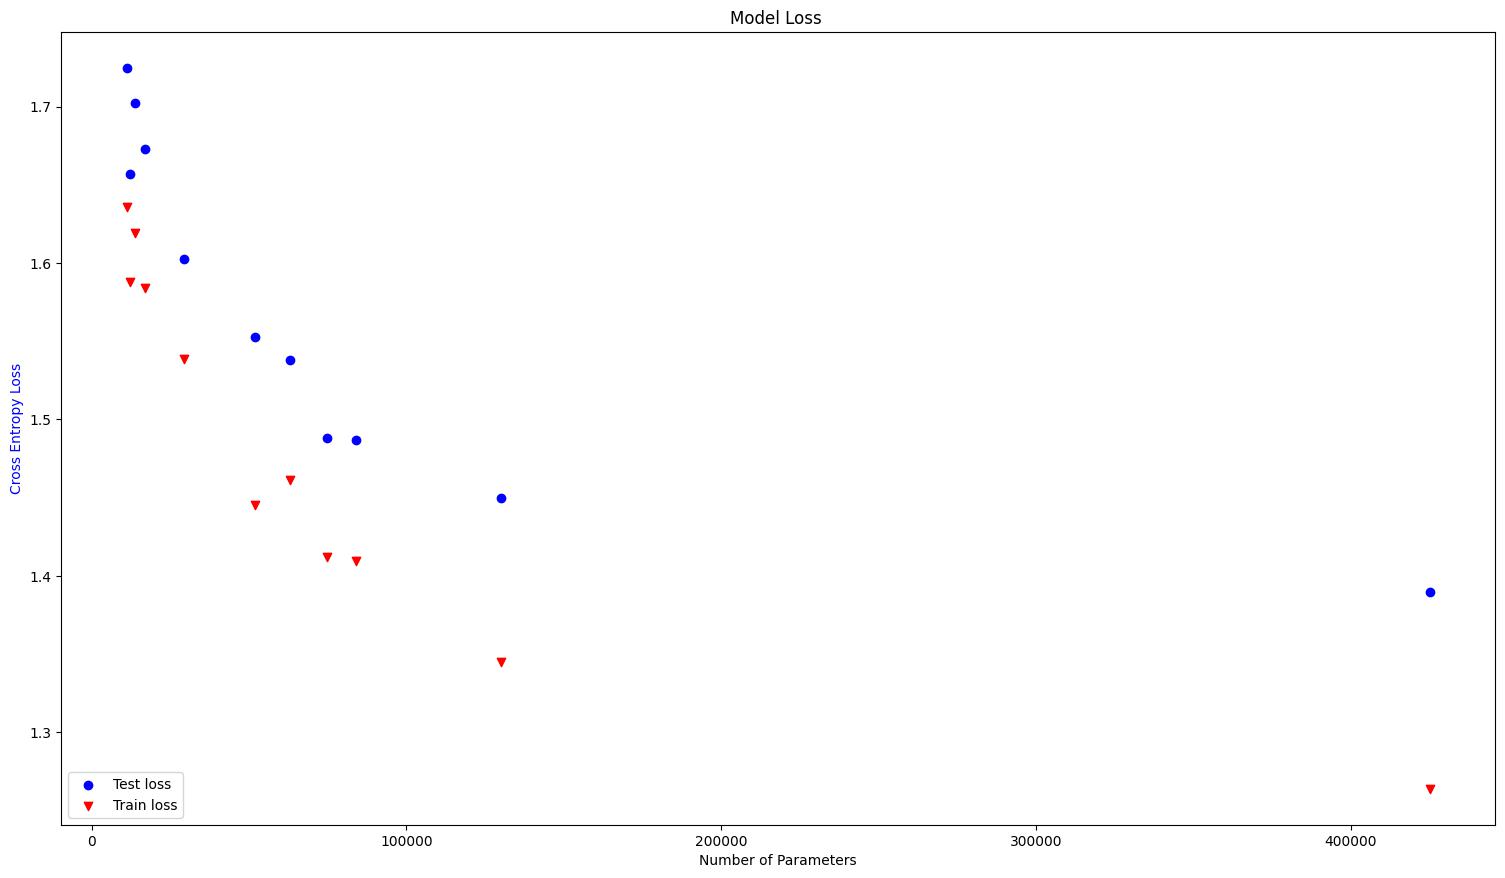 Model Loss
1.7
1.6
1.5
1.4
1.3
Cross Entropy Loss
Test loss
Train loss
0
100000
200000
300000
400000
Number of Parameters